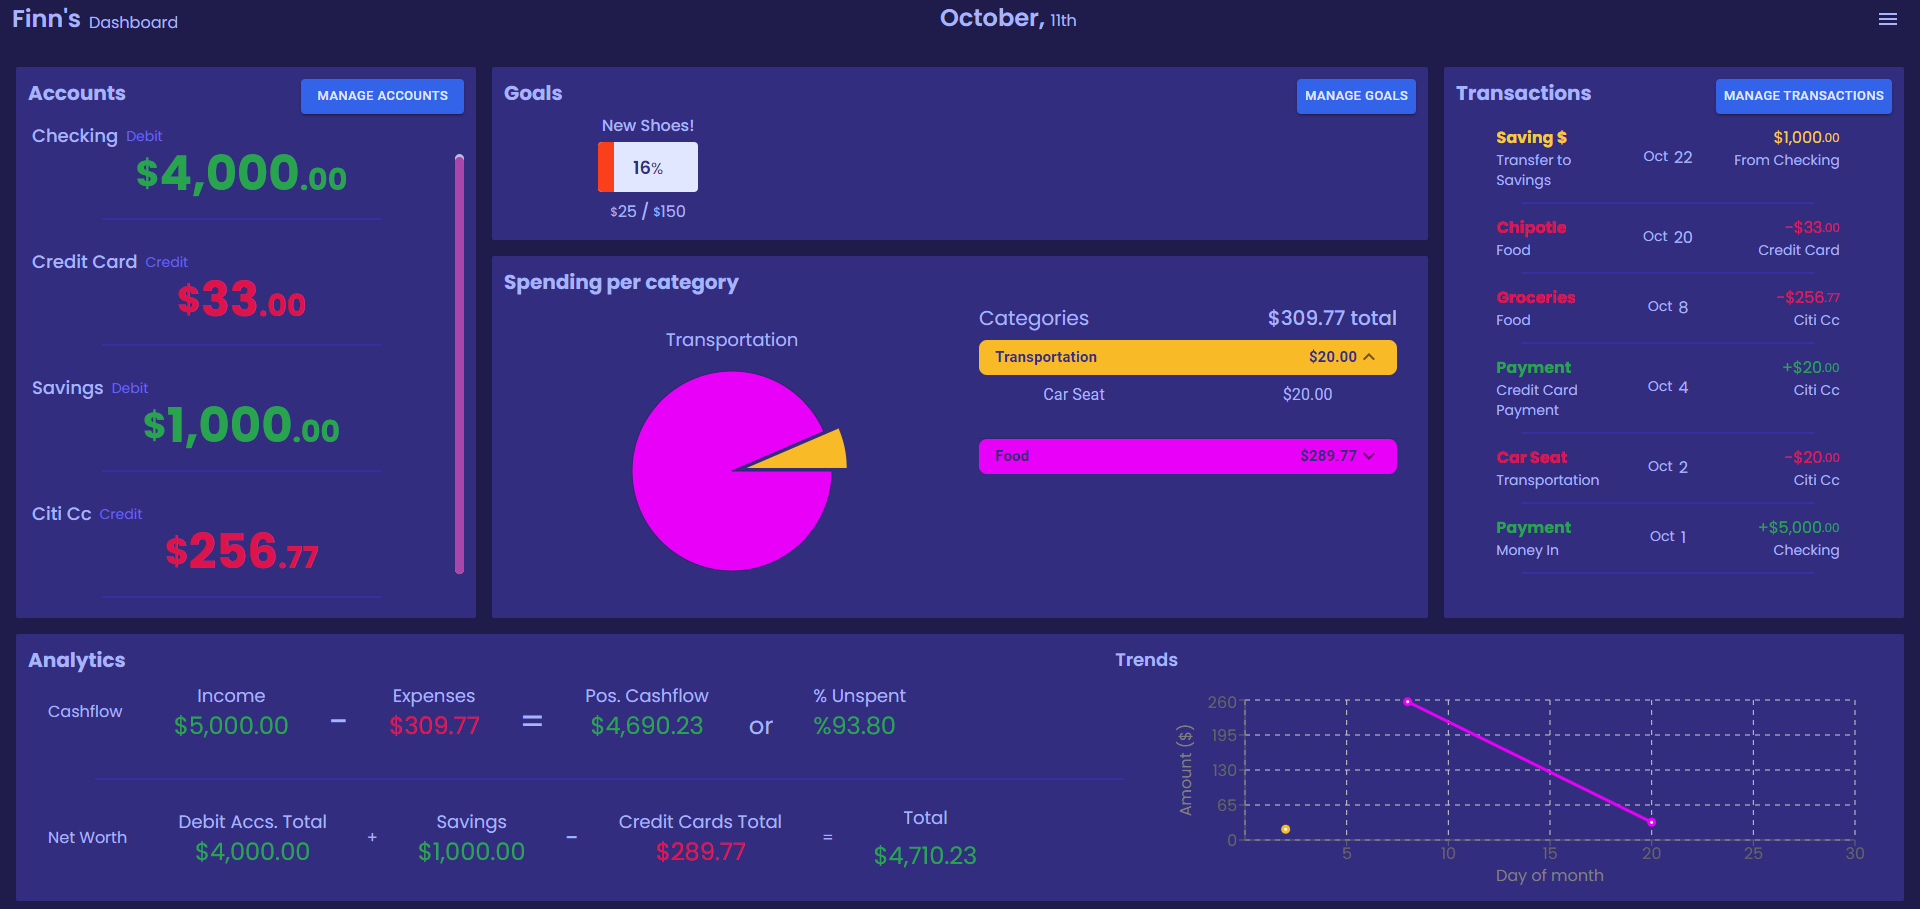 Finn's Dashboard
October, 11th
Accounts
MANAGE ACCOUNTS
Checking Debit
$4,000.00
Credit Card Credit
$33.00
Savings Debit
$1,000.00
Citi Cc Credit
$256.77
Goals
MANAGE GOALS
New Shoes!
16%
$25 / $150
Spending per category
Transportation
Categories $309.77 total
Transportation $20.00
Car Seat $20.00
Food $289.77
Transactions
MANAGE TRANSACTIONS
Saving $ $1,000.00
Transfer to Savings Oct 22 From Checking
Chipotle -$33.00
Food Oct 20 Credit Card
Groceries -$256.77
Food Oct 8 Citi Cc
Payment +$20.00
Credit Card Payment Oct 4 Citi Cc
Car Seat -$20.00
Transportation Oct 2 Citi Cc
Payment +$5,000.00
Money In Oct 1 Checking
Analytics
Income Expenses Pos. Cashflow % Unspent
Cashflow $5,000.00 - $309.77 = $4,690.23 or %93.80
Debit Accs. Total Savings Credit Cards Total Total
Net Worth $4,000.00 + $1,000.00 - $289.77 = $4,710.23
Trends
Amount ($)
260
195
130
65
0
5 10 15 20 25 30
Day of month